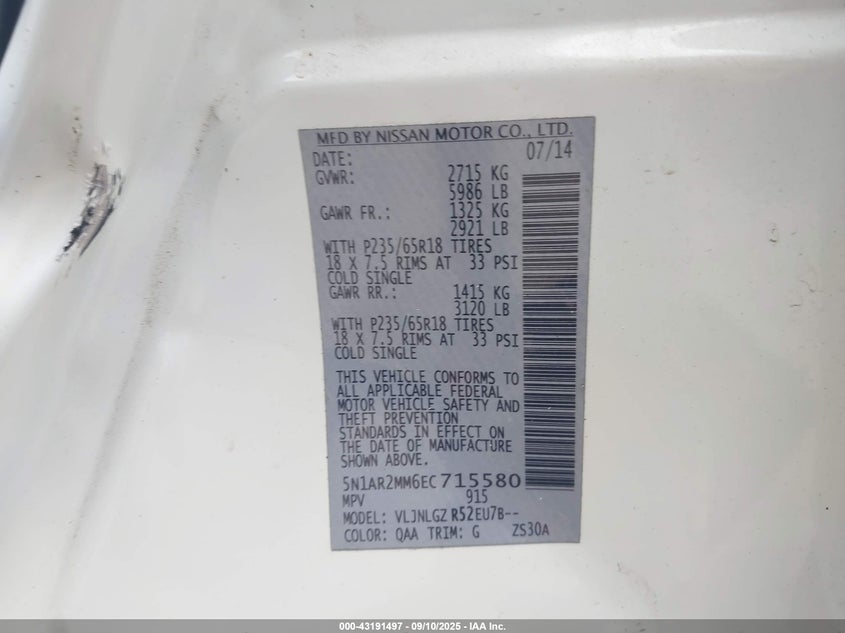 MFD BY NISSAN MOTOR CO., LTD.
DATE: 07/14
GVWR: 2715 KG
5986 LB
GAWR FR.: 1325 KG
2921 LB
WITH P235/65R18 TIRES
18 X 7.5 RIMS AT 33 PSI
COLD SINGLE
GAWR RR.: 1415 KG
3120 LB
WITH P235/65R18 TIRES
18 X 7.5 RIMS AT 33 PSI
COLD SINGLE
THIS VEHICLE CONFORMS TO
ALL APPLICABLE FEDERAL
MOTOR VEHICLE SAFETY AND
THEFT PREVENTION
STANDARDS IN EFFECT ON
THE DATE OF MANUFACTURE
SHOWN ABOVE.
5N1AR2MM6EC715580
MPV 915
MODEL: VLJNLGZ R52EU7B--
COLOR: QAA TRIM: G ZS30A
000-43191497 - 09/10/2025 - IAA Inc.